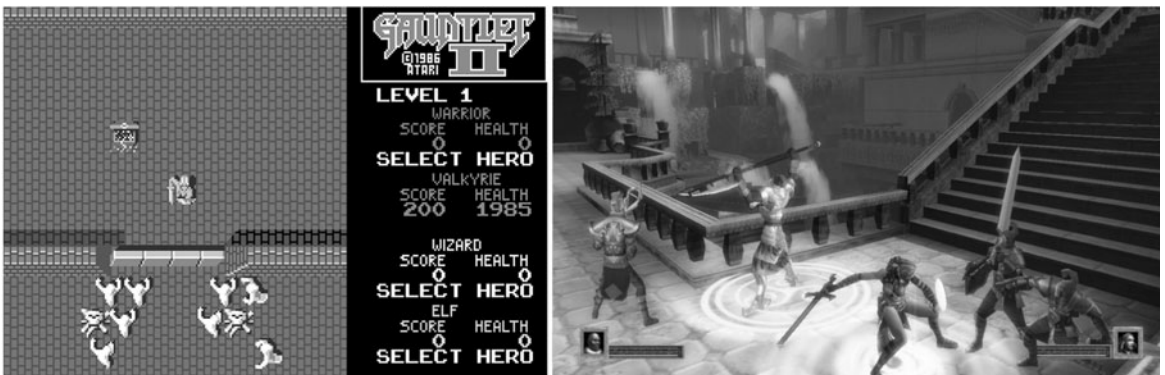 GAUNTLET
II
©1986
ATARI
LEVEL 1
WARRIOR
SCORE HEALTH
0 0
SELECT HERO
VALKYRIE
SCORE HEALTH
200 1985
WIZARD
SCORE HEALTH
0 0
SELECT HERO
ELF
SCORE HEALTH
0 0
SELECT HERO